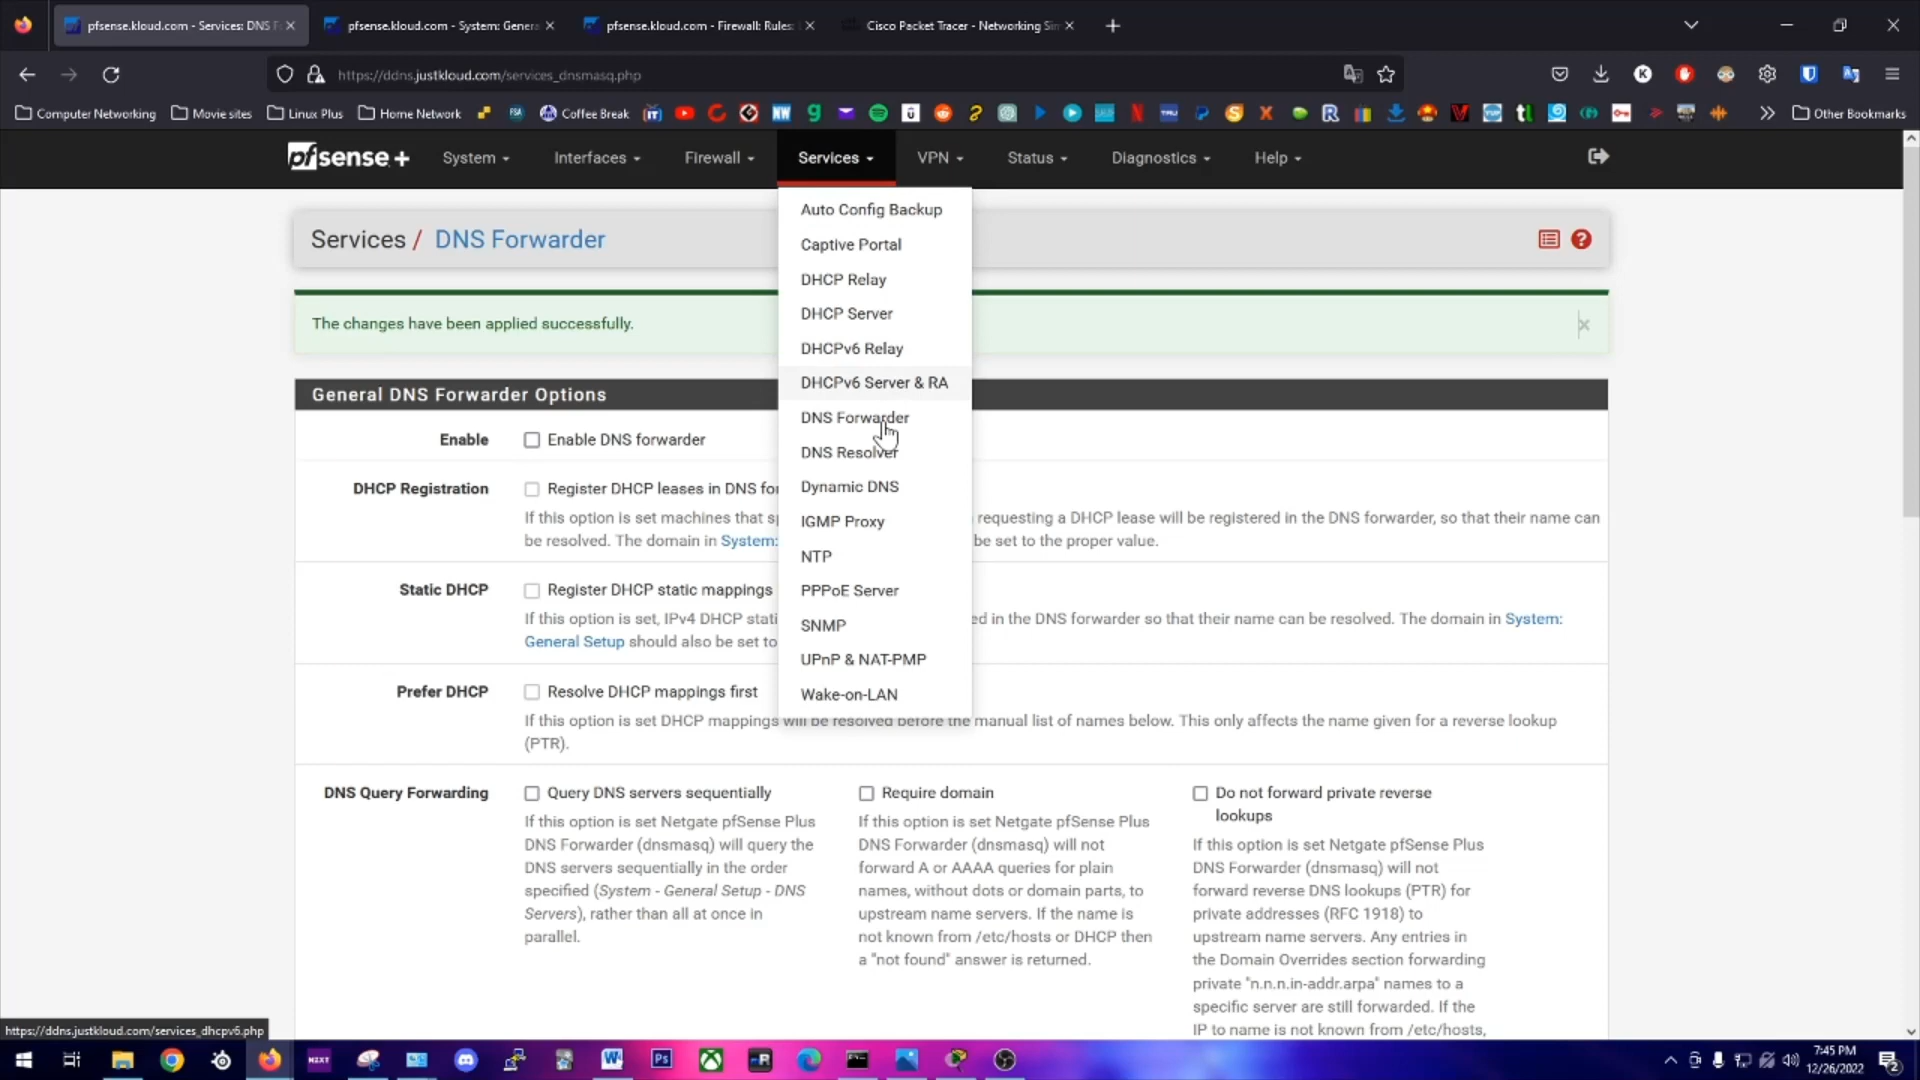 pfsense.kloud.com - Services: DNS F
pfsense.kloud.com - System: Genera
pfsense.kloud.com - Firewall: Rules:
Cisco Packet Tracer - Networking Sim
https://ddns.justkloud.com/services_dnsmasq.php
Computer Networking
Movie sites
Linux Plus
Home Network
Coffee Break
Other Bookmarks
pfsense +
System
Interfaces
Firewall
Services
VPN
Status
Diagnostics
Help
Auto Config Backup
Captive Portal
DHCP Relay
DHCP Server
DHCPv6 Relay
DHCPv6 Server & RA
DNS Forwarder
DNS Resolver
Dynamic DNS
IGMP Proxy
NTP
PPPoE Server
SNMP
UPnP & NAT-PMP
Wake-on-LAN
Services / DNS Forwarder
The changes have been applied successfully.
General DNS Forwarder Options
Enable
Enable DNS forwarder
DHCP Registration
Register DHCP leases in DNS for
If this option is set machines that sp requesting a DHCP lease will be registered in the DNS forwarder, so that their name can
be resolved. The domain in System: be set to the proper value.
Static DHCP
Register DHCP static mappings
If this option is set, IPv4 DHCP stati d in the DNS forwarder so that their name can be resolved. The domain in System:
General Setup should also be set to
Prefer DHCP
Resolve DHCP mappings first
If this option is set DHCP mappings will be resolved before the manual list of names below. This only affects the name given for a reverse lookup
(PTR).
DNS Query Forwarding
Query DNS servers sequentially
If this option is set Netgate pfSense Plus
DNS Forwarder (dnsmasq) will query the
DNS servers sequentially in the order
specified (System - General Setup - DNS
Servers), rather than all at once in
parallel.
Require domain
If this option is set Netgate pfSense Plus
DNS Forwarder (dnsmasq) will not
forward A or AAAA queries for plain
names, without dots or domain parts, to
upstream name servers. If the name is
not known from /etc/hosts or DHCP then
a "not found" answer is returned.
Do not forward private reverse
lookups
If this option is set Netgate pfSense Plus
DNS Forwarder (dnsmasq) will not
forward reverse DNS lookups (PTR) for
private addresses (RFC 1918) to
upstream name servers. Any entries in
the Domain Overrides section forwarding
private "n.n.n.in-addr.arpa" names to a
specific server are still forwarded. If the
IP to name is not known from /etc/hosts,
https://ddns.justkloud.com/services_dhcpv6.php
7:45 PM
12/26/2022